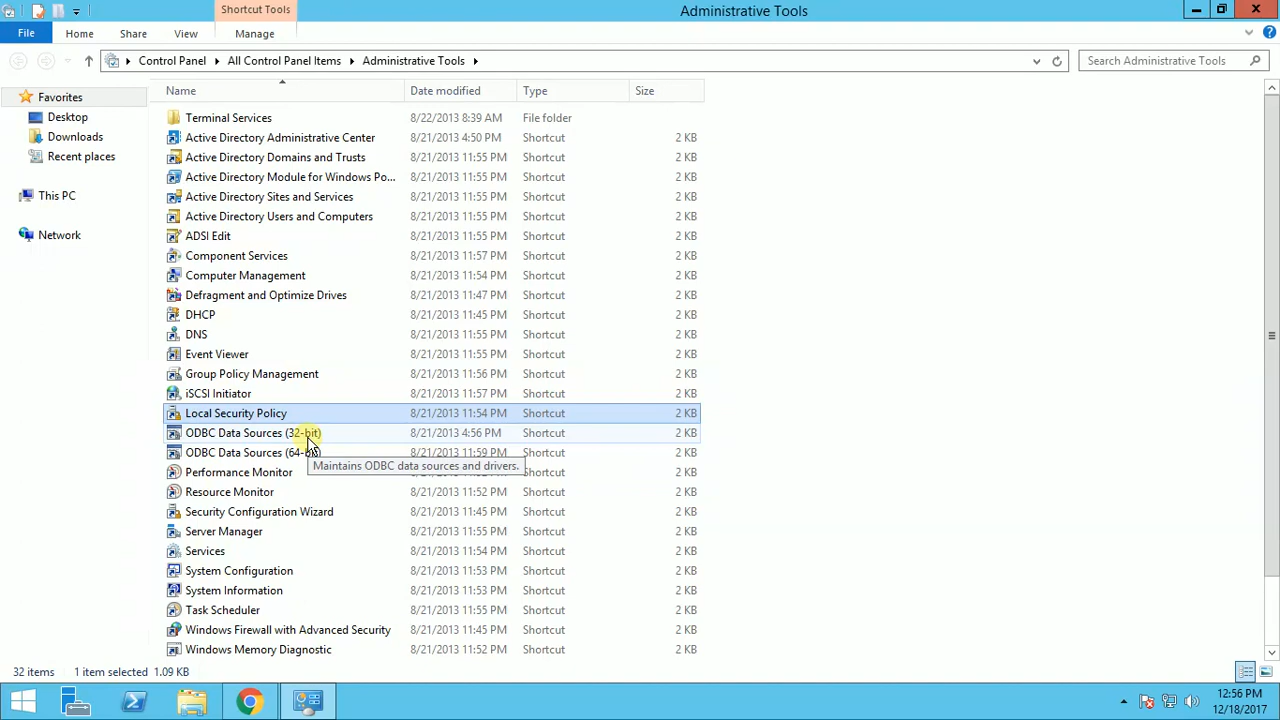 Shortcut Tools
Administrative Tools
File Home Share View Manage
Control Panel All Control Panel Items Administrative Tools Search Administrative Tools
Name Date modified Type Size
Favorites
Desktop
Downloads
Recent places
This PC
Network
Terminal Services 8/22/2013 8:39 AM File folder
Active Directory Administrative Center 8/21/2013 4:50 PM Shortcut 2 KB
Active Directory Domains and Trusts 8/21/2013 11:55 PM Shortcut 2 KB
Active Directory Module for Windows Po... 8/21/2013 11:55 PM Shortcut 2 KB
Active Directory Sites and Services 8/21/2013 11:55 PM Shortcut 2 KB
Active Directory Users and Computers 8/21/2013 11:55 PM Shortcut 2 KB
ADSI Edit 8/21/2013 11:55 PM Shortcut 2 KB
Component Services 8/21/2013 11:57 PM Shortcut 2 KB
Computer Management 8/21/2013 11:54 PM Shortcut 2 KB
Defragment and Optimize Drives 8/21/2013 11:47 PM Shortcut 2 KB
DHCP 8/21/2013 11:45 PM Shortcut 2 KB
DNS 8/21/2013 11:55 PM Shortcut 2 KB
Event Viewer 8/21/2013 11:55 PM Shortcut 2 KB
Group Policy Management 8/21/2013 11:56 PM Shortcut 2 KB
iSCSI Initiator 8/21/2013 11:57 PM Shortcut 2 KB
Local Security Policy 8/21/2013 11:54 PM Shortcut 2 KB
ODBC Data Sources (32-bit) 8/21/2013 4:56 PM Shortcut 2 KB
ODBC Data Sources 8/21/2013 11:59 PM Shortcut 2 KB
Maintains ODBC data sources and drivers.
Performance Monitor Shortcut 2 KB
Resource Monitor 8/21/2013 11:52 PM Shortcut 2 KB
Security Configuration Wizard 8/21/2013 11:45 PM Shortcut 2 KB
Server Manager 8/21/2013 11:55 PM Shortcut 2 KB
Services 8/21/2013 11:54 PM Shortcut 2 KB
System Configuration 8/21/2013 11:53 PM Shortcut 2 KB
System Information 8/21/2013 11:53 PM Shortcut 2 KB
Task Scheduler 8/21/2013 11:55 PM Shortcut 2 KB
Windows Firewall with Advanced Security 8/21/2013 11:45 PM Shortcut 2 KB
Windows Memory Diagnostic 8/21/2013 11:52 PM Shortcut 2 KB
32 items 1 item selected 1.09 KB
12:56 PM
12/18/2017